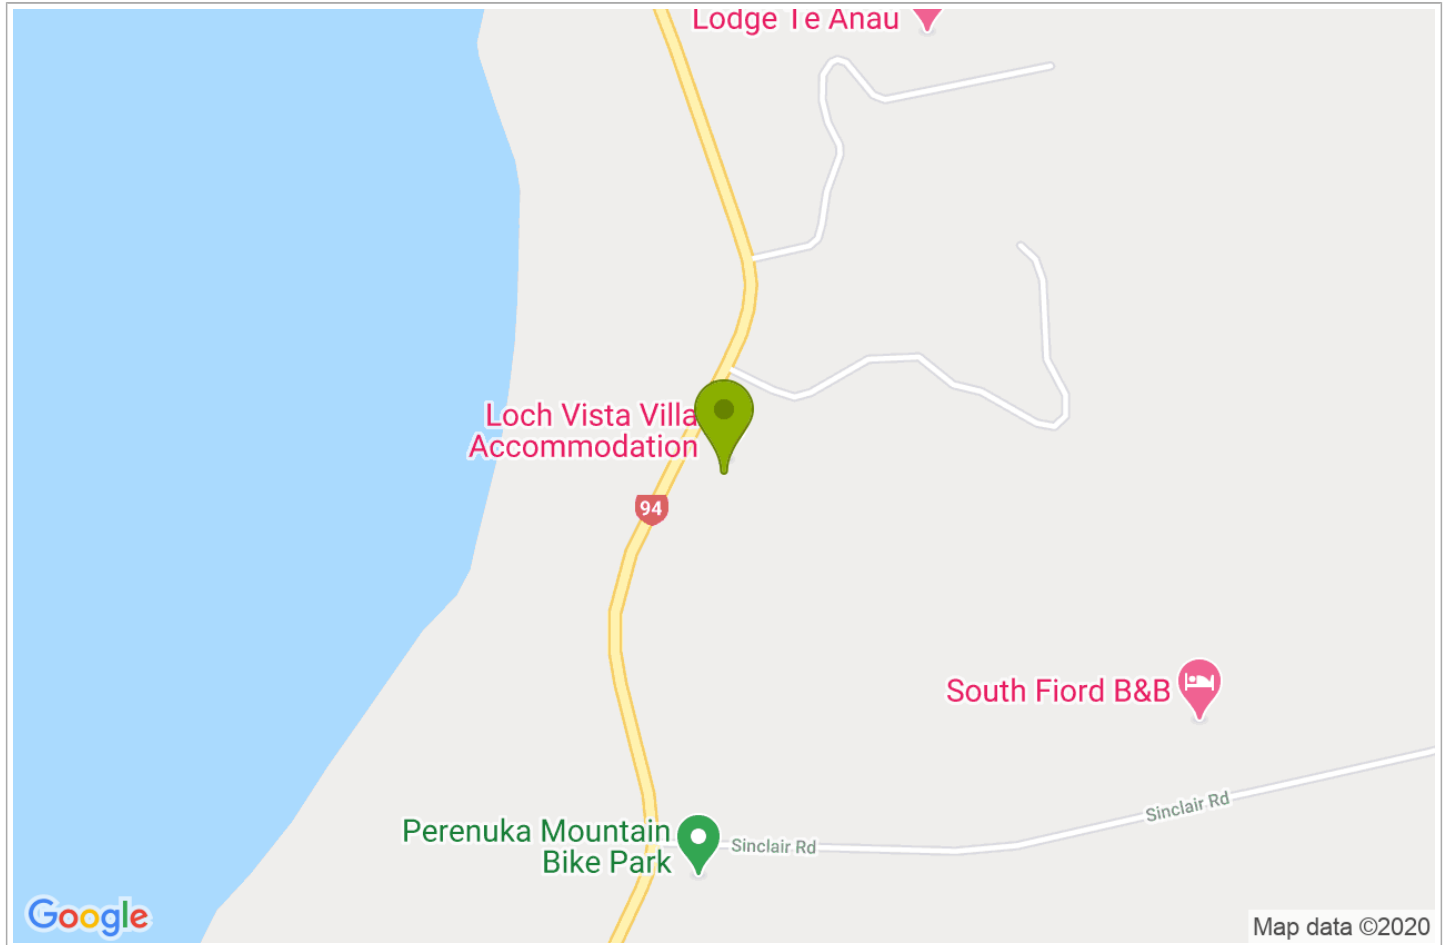 Lodge Te Anau
Loch Vista Villa
Accommodation
94
South Fiord B&B
Sinclair Rd
Perenuka Mountain
Bike Park
Sinclair Rd
Google
Map data ©2020